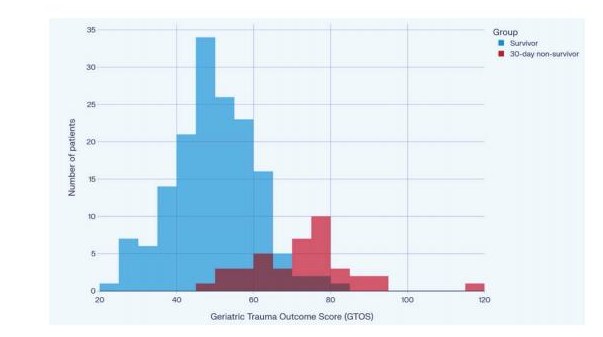 Group
Survivor
30-day non-survivor
35
30
25
20
15
10
5
0
Number of patients
20 40 60 80 100 120
Geriatric Trauma Outcome Score (GTOS)